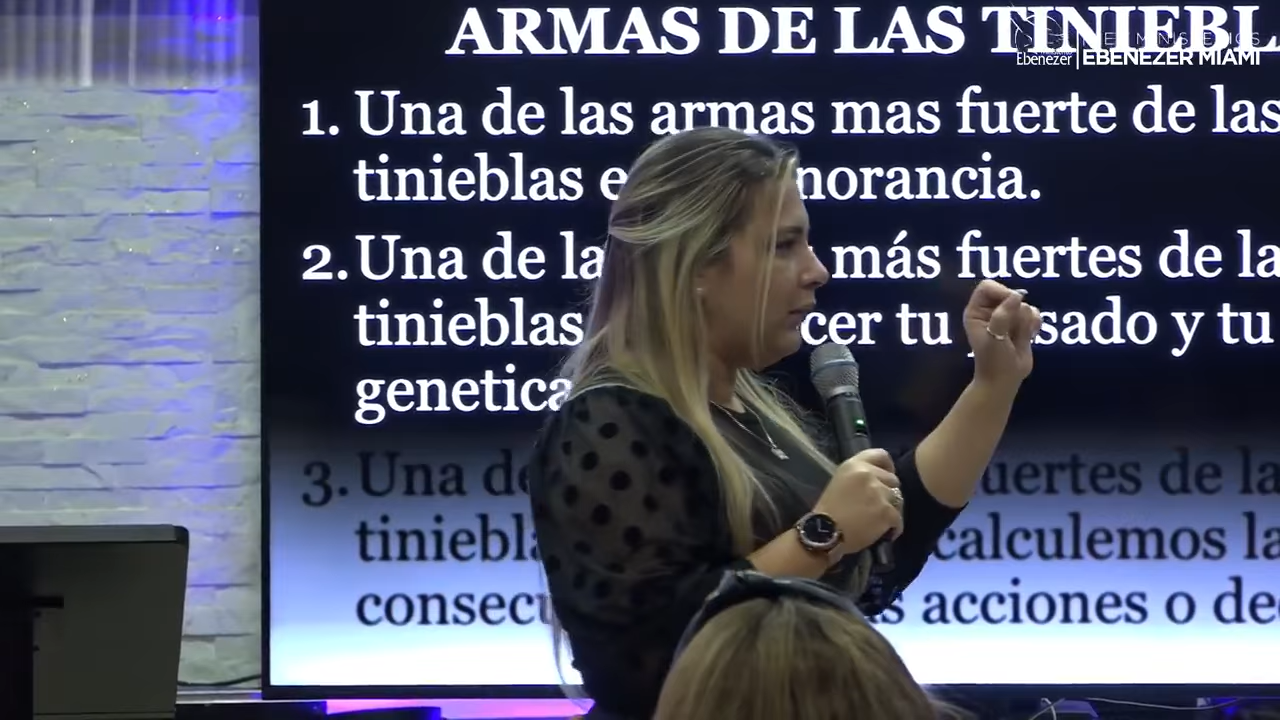 ARMAS DE LAS TINIEBL
Ebenezer EBENEZER MIAMI
1. Una de las armas mas fuerte de las
tinieblas norancia.
2. Una de la más fuertes de la
tinieblas cer tu sado y tu
genetica
3. Una de uertes de la
tiniebla calculemos la
consecu acciones o de